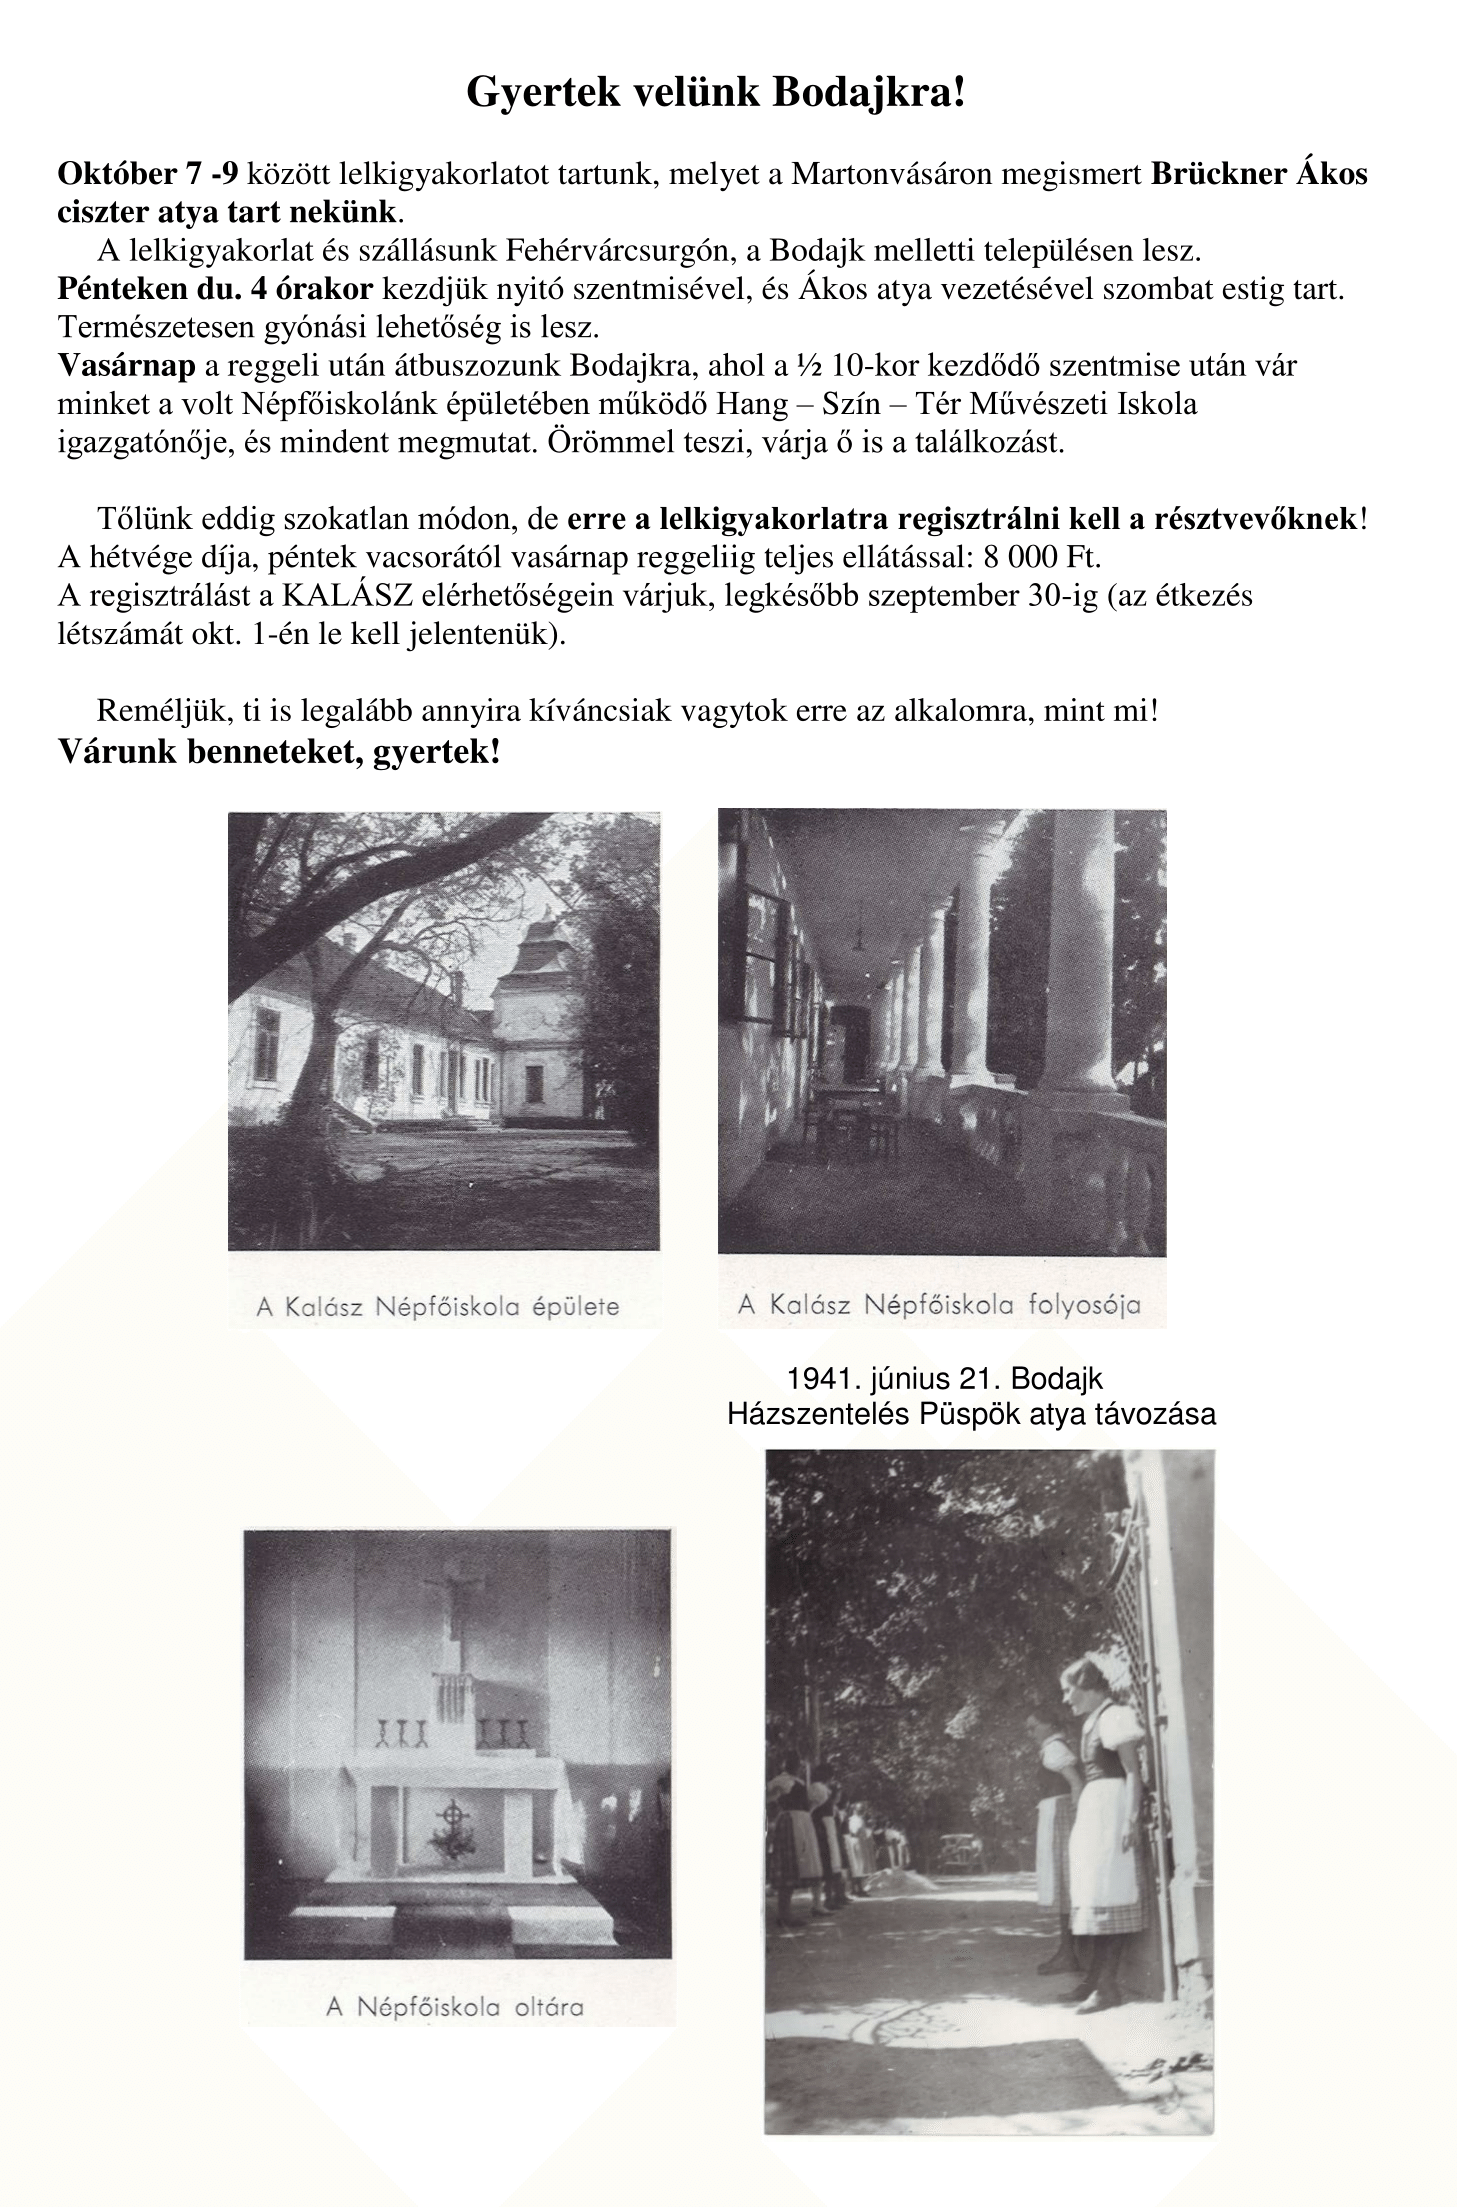 Gyertek velünk Bodajkra!
Október 7 -9 között lelkigyakorlatot tartunk, melyet a Martonvásáron megismert Brückner Ákos
ciszter atya tart nekünk.
A lelkigyakorlat és szállásunk Fehérvárcsurgón, a Bodajk melletti településen lesz.
Pénteken du. 4 órakor kezdjük nyitó szentmisével, és Ákos atya vezetésével szombat estig tart.
Természetesen gyónási lehetőség is lesz.
Vasárnap a reggeli után átbuszozunk Bodajkra, ahol a ½ 10-kor kezdődő szentmise után vár
minket a volt Népfőiskolánk épületében működő Hang – Szín – Tér Művészeti Iskola
igazgatónője, és mindent megmutat. Örömmel teszi, várja ő is a találkozást.
Tőlünk eddig szokatlan módon, de erre a lelkigyakorlatra regisztrálni kell a résztvevőknek!
A hétvége díja, péntek vacsorától vasárnap reggeliig teljes ellátással: 8 000 Ft.
A regisztrálást a KALÁSZ elérhetőségein várjuk, legkésőbb szeptember 30-ig (az étkezés
létszámát okt. 1-én le kell jelentenük).
Reméljük, ti is legalább annyira kíváncsiak vagytok erre az alkalomra, mint mi!
Várunk benneteket, gyertek!
A Kalász Népfőiskola épülete
A Kalász Népfőiskola folyosója
1941. június 21. Bodajk
Házszentelés Püspök atya távozása
A Népfőiskola oltára